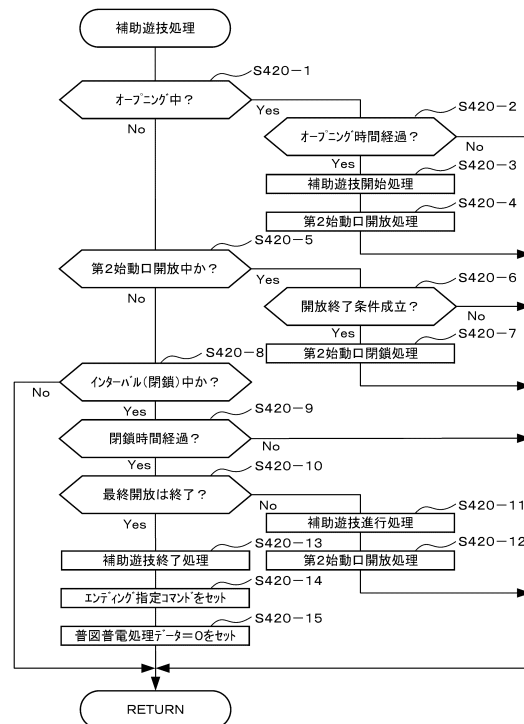 補助遊技処理
S420-1
オープニング中?
Yes
No
S420-2
オープニング時間経過?
No
Yes
S420-3
補助遊技開始処理
S420-4
第2始動口開放処理
S420-5
第2始動口開放中か?
Yes
No
S420-6
開放終了条件成立?
No
Yes
S420-7
第2始動口閉鎖処理
S420-8
インターバル(閉鎖)中か?
No
Yes
S420-9
閉鎖時間経過?
No
Yes
S420-10
最終開放は終了?
No
Yes
S420-11
補助遊技進行処理
S420-12
第2始動口開放処理
S420-13
補助遊技終了処理
S420-14
エンディング指定コマンドをセット
S420-15
普図普電処理データ=0をセット
RETURN